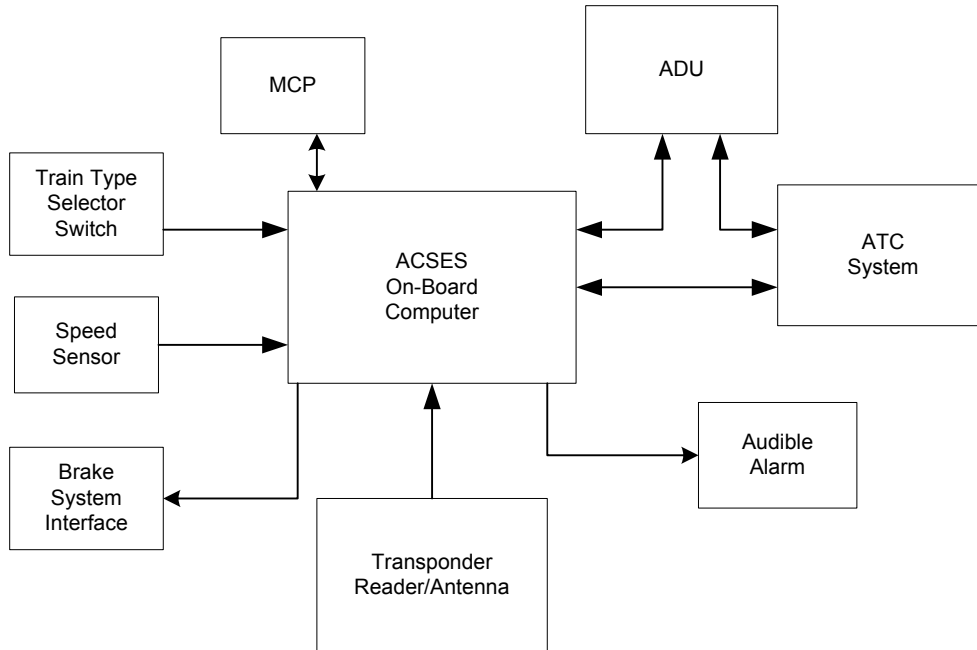 MCP
ADU
Train Type
Selector
Switch
ACSES
On-Board
Computer
ATC
System
Speed
Sensor
Brake
System
Interface
Audible
Alarm
Transponder
Reader/Antenna